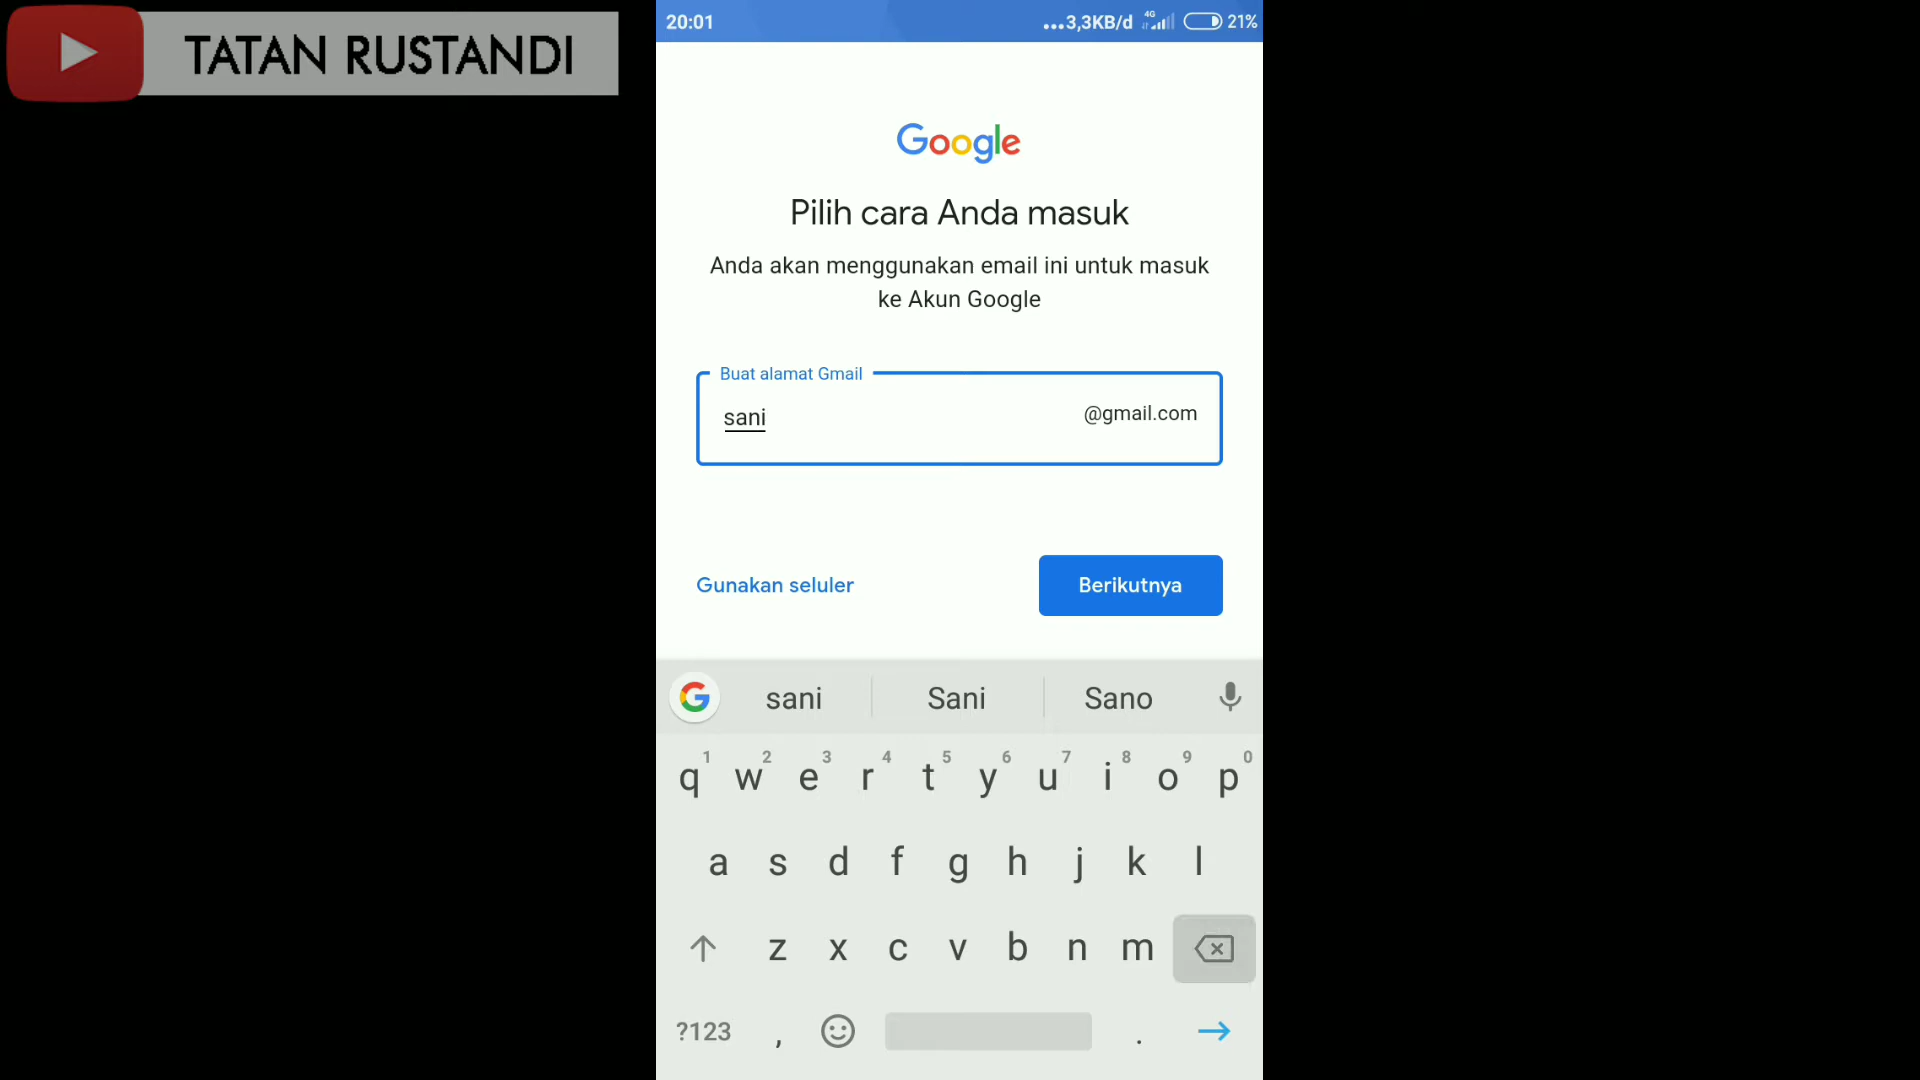 TATAN RUSTANDI
20:01
...3,3KB/d 4G 21%
Google
Pilih cara Anda masuk
Anda akan menggunakan email ini untuk masuk
ke Akun Google
Buat alamat Gmail
sani @gmail.com
Gunakan seluler Berikutnya
G sani Sani Sano
1 2 3 4 5 6 7 8 9 0
q w e r t y u i o p
a s d f g h j k l
z x c v b n m
?123 , .